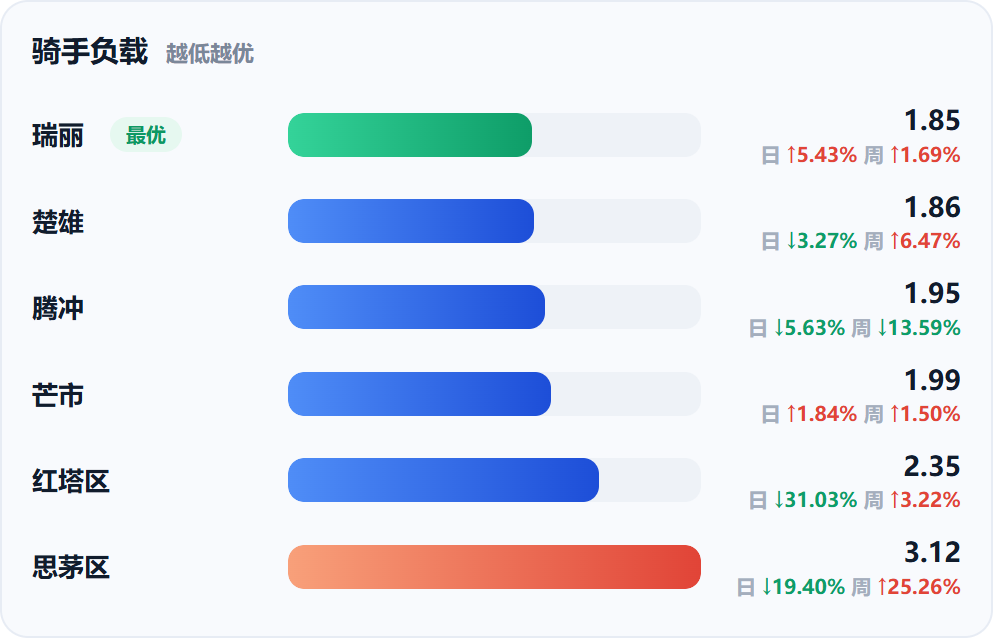 骑手负载 越低越优
瑞丽 最优 1.85
日 ↑5.43% 周 ↑1.69%
楚雄 1.86
日 ↓3.27% 周 ↑6.47%
腾冲 1.95
日 ↓5.63% 周 ↓13.59%
芒市 1.99
日 ↑1.84% 周 ↑1.50%
红塔区 2.35
日 ↓31.03% 周 ↑3.22%
思茅区 3.12
日 ↓19.40% 周 ↑25.26%